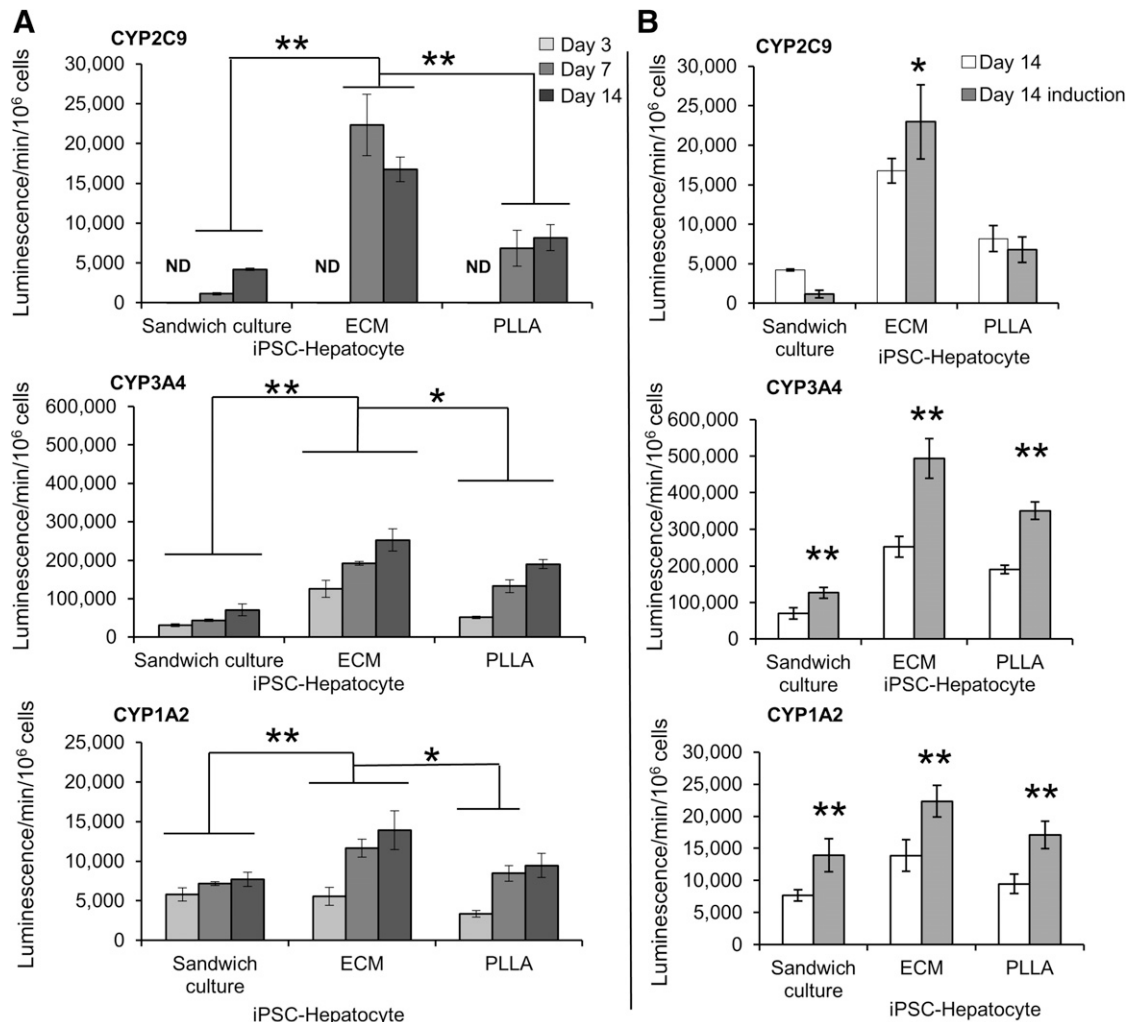 A
CYP2C9
Luminescence/min/10⁶ cells
30,000
25,000
20,000
15,000
10,000
5,000
0
**
**
Day 3
Day 7
Day 14
ND
ND
ND
Sandwich culture ECM PLLA
iPSC-Hepatocyte
CYP3A4
Luminescence/min/10⁶ cells
600,000
500,000
400,000
300,000
200,000
100,000
0
**
*
Sandwich culture ECM PLLA
iPSC-Hepatocyte
CYP1A2
Luminescence/min/10⁶ cells
25,000
20,000
15,000
10,000
5,000
0
**
*
Sandwich ECM PLLA
culture
iPSC-Hepatocyte
B
CYP2C9
Luminescence/min/10⁶ cells
30,000
25,000
20,000
15,000
10,000
5,000
0
*
Day 14
Day 14 induction
Sandwich ECM PLLA
culture iPSC-Hepatocyte
CYP3A4
Luminescence/min/10⁶ cells
600,000
500,000
400,000
300,000
200,000
100,000
0
**
**
**
Sandwich ECM PLLA
culture iPSC-Hepatocyte
CYP1A2
Luminescence/min/10⁶ cells
30,000
25,000
20,000
15,000
10,000
5,000
0
**
**
**
Sandwich ECM PLLA
culture
iPSC-Hepatocyte